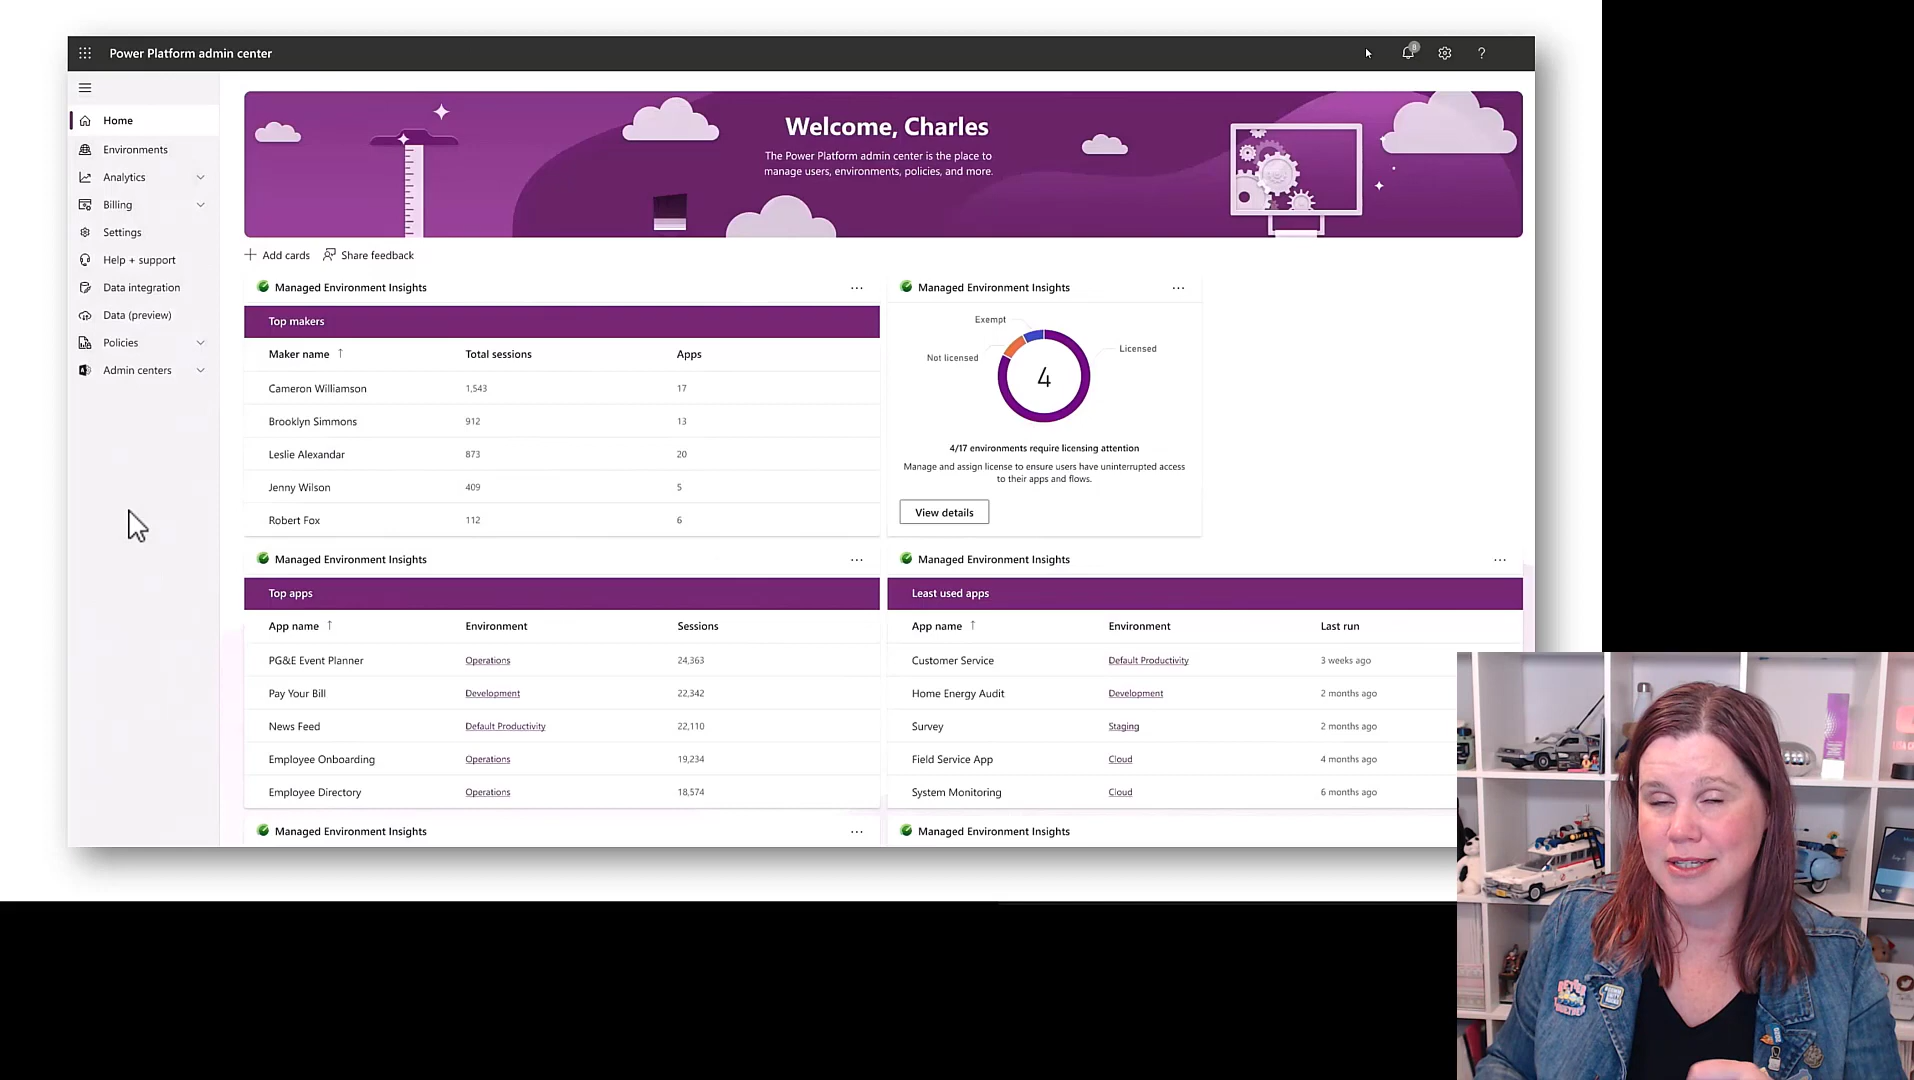 Power Platform admin center
8
?
Home
Environments
Analytics
Billing
Settings
Help + support
Data integration
Data (preview)
Policies
Admin centers
Welcome, Charles
The Power Platform admin center is the place to
manage users, environments, policies, and more.
Add cards
Share feedback
Managed Environment Insights
Top makers
Maker name Total sessions Apps
Cameron Williamson 1,543 17
Brooklyn Simmons 912 13
Leslie Alexandar 873 20
Jenny Wilson 409 5
Robert Fox 112 6
Managed Environment Insights
Exempt
Licensed
Not licensed
4
4/17 environments require licensing attention
Manage and assign license to ensure users have uninterrupted access
to their apps and flows.
View details
Managed Environment Insights
Top apps
App name Environment Sessions
PG&E Event Planner Operations 24,363
Pay Your Bill Development 22,342
News Feed Default Productivity 22,110
Employee Onboarding Operations 19,234
Employee Directory Operations 18,574
Managed Environment Insights
Least used apps
App name Environment Last run
Customer Service Default Productivity 3 weeks ago
Home Energy Audit Development 2 months ago
Survey Staging 2 months ago
Field Service App Cloud 4 months ago
System Monitoring Cloud 6 months ago
Managed Environment Insights
Managed Environment Insights